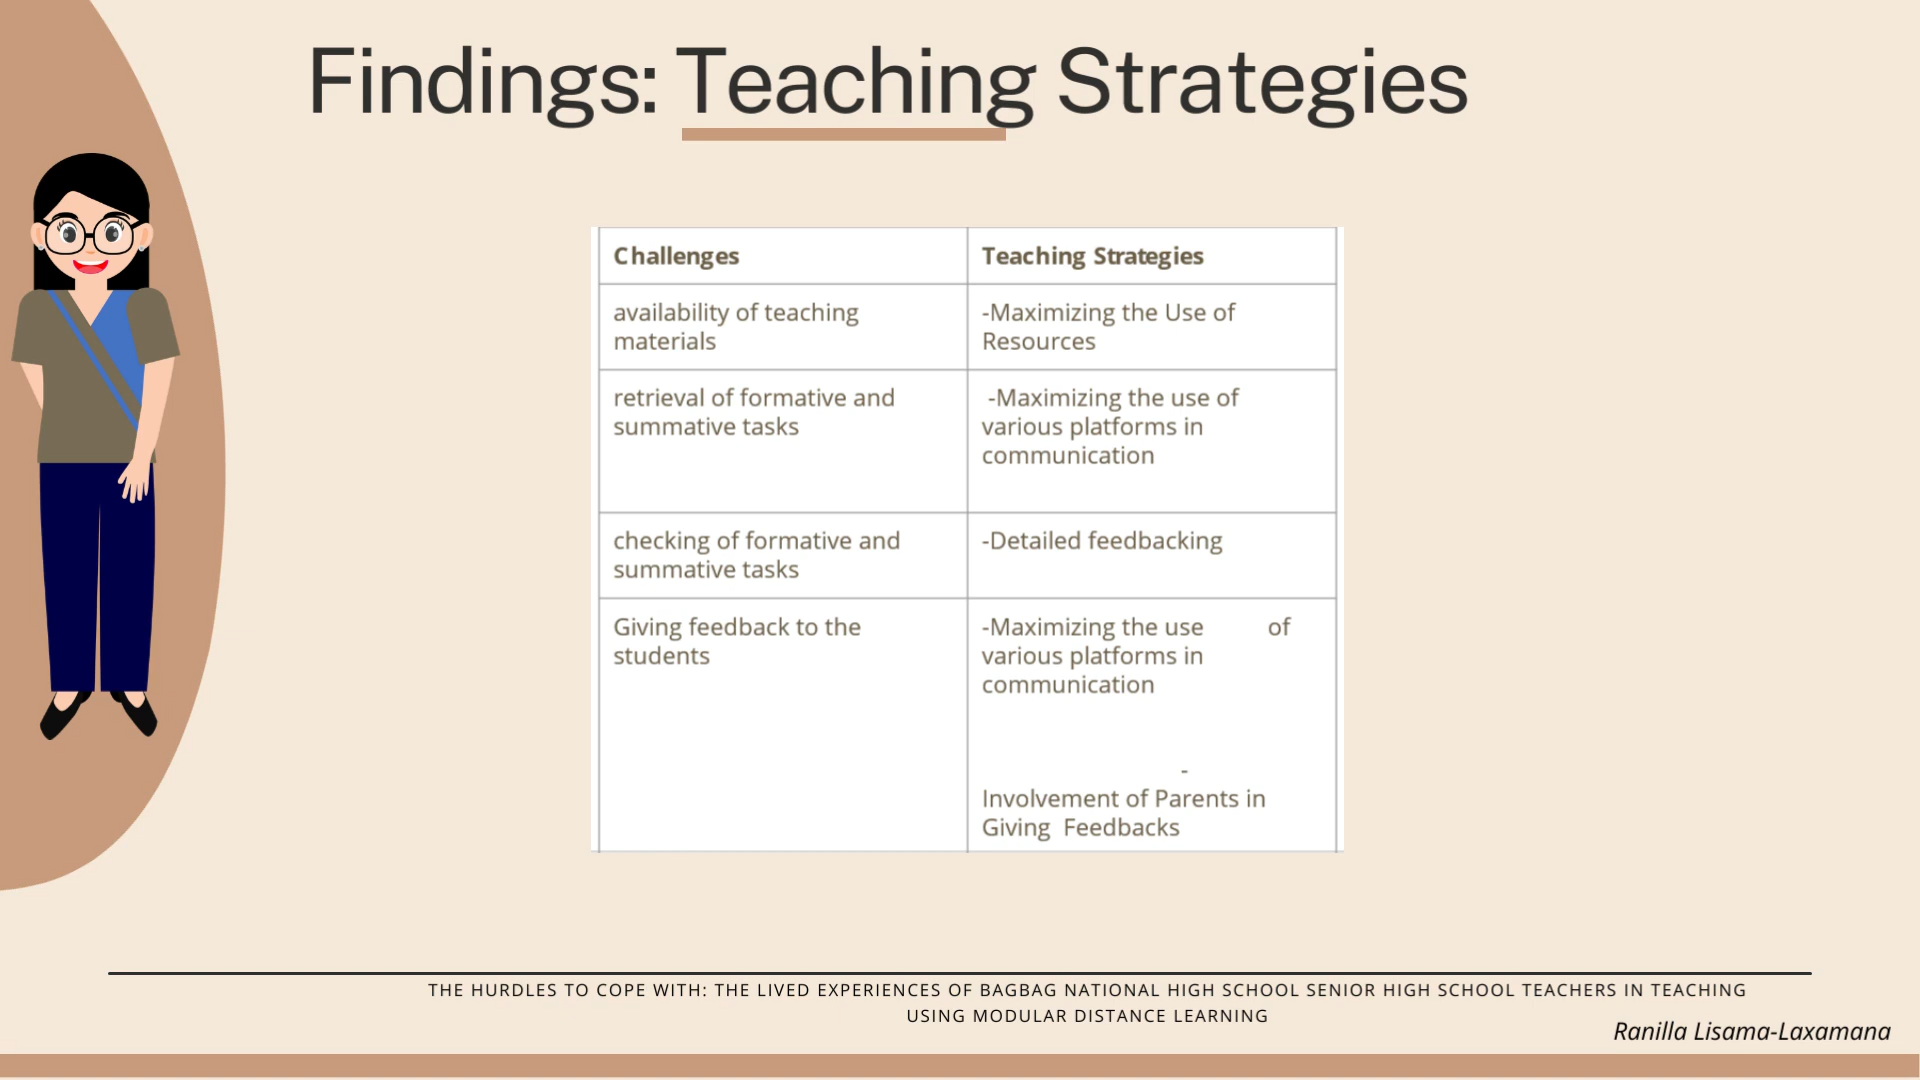 Findings: Teaching Strategies
Challenges
Teaching Strategies
availability of teaching
materials
-Maximizing the Use of
Resources
retrieval of formative and
summative tasks
-Maximizing the use of
various platforms in
communication
checking of formative and
summative tasks
-Detailed feedbacking
Giving feedback to the
students
-Maximizing the use of
various platforms in
communication
-
Involvement of Parents in
Giving Feedbacks
THE HURDLES TO COPE WITH: THE LIVED EXPERIENCES OF BAGBAG NATIONAL HIGH SCHOOL SENIOR HIGH SCHOOL TEACHERS IN TEACHING
USING MODULAR DISTANCE LEARNING
Ranilla Lisama-Laxamana